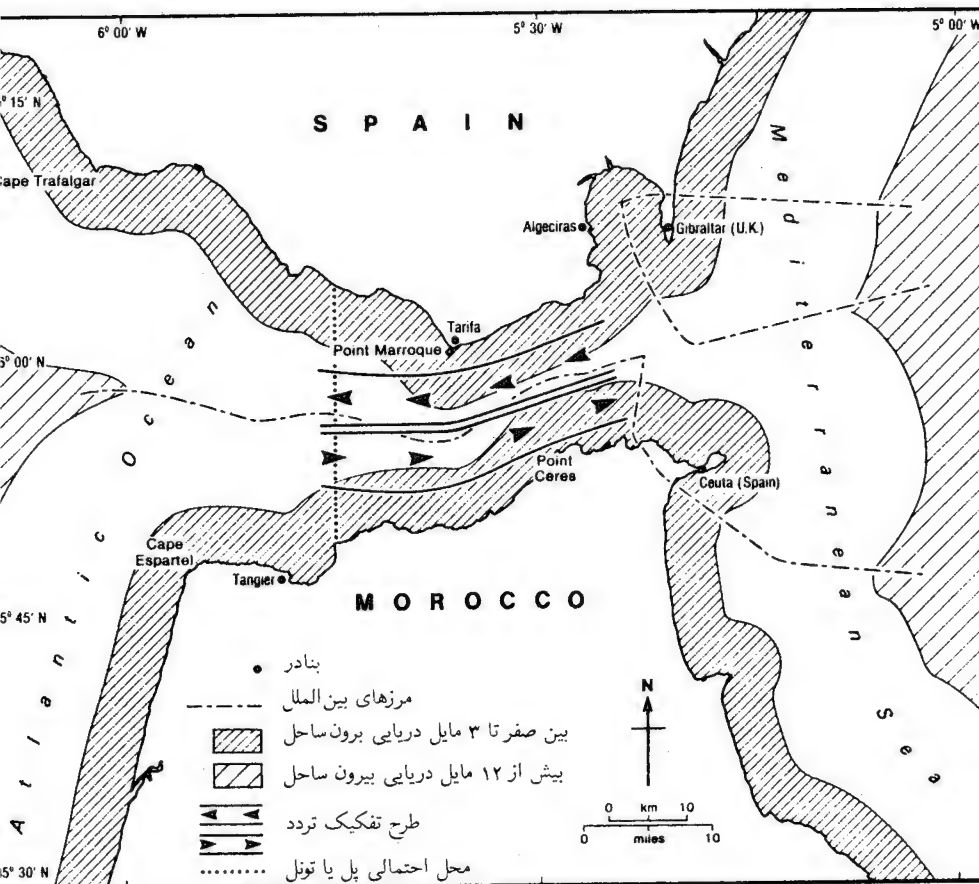 6° 00′ W
5° 30′ W
5° 00′ W
° 15′ N
SPAIN
Mediterranean Sea
Cape Trafalgar
Algeciras
Gibraltar (U.K.)
Atlantic Ocean
Tarifa
Point Marroque
6° 00′ N
Point
Ceres
Ceuta (Spain)
Cape
Espartel
Tangier
MOROCCO
5° 45′ N
بنادر
مرزهای بین‌الملل
بین صفر تا ۳ مایل دریایی برون‌ساحل
بیش از ۱۲ مایل دریایی بیرون ساحل
طرح تفکیک تردد
محل احتمالی پل یا تونل
N
0 km 10
0 miles 10
5° 30′ N